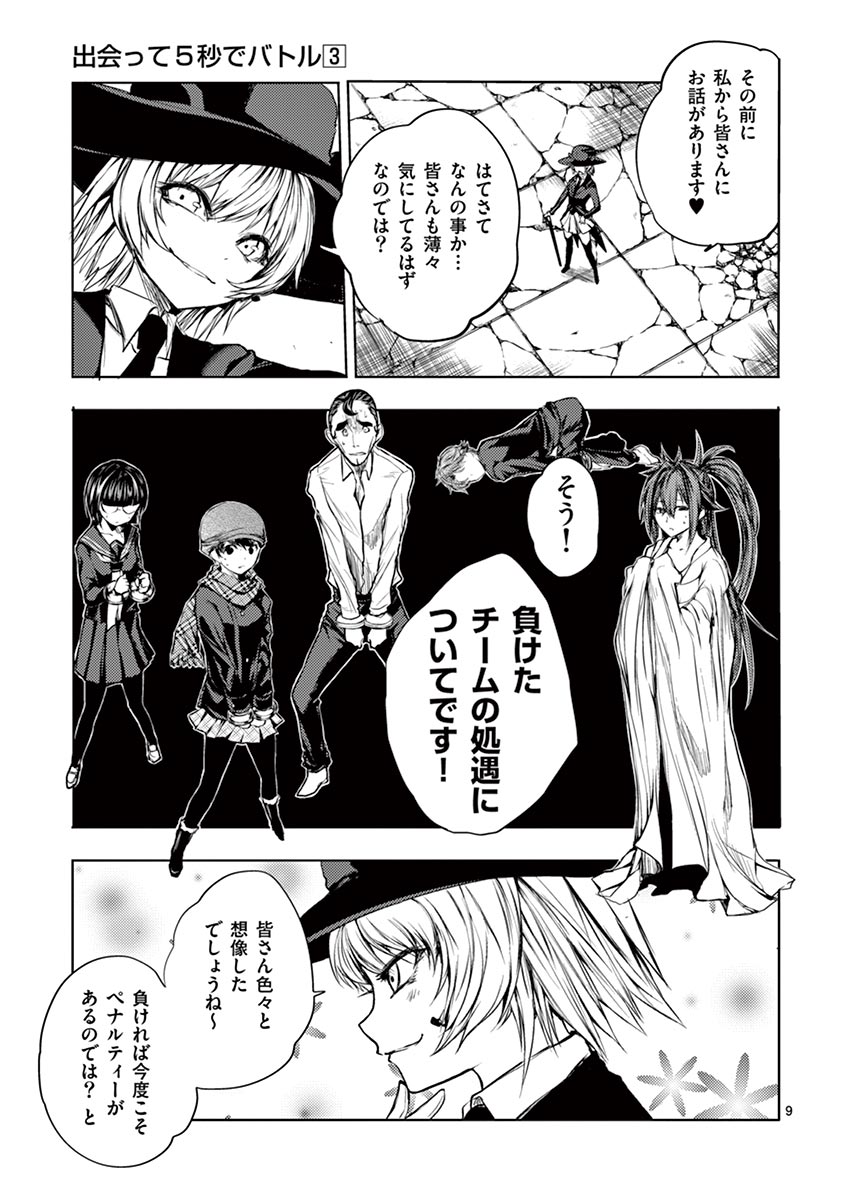 出会って5秒でバトル3
その前に
私から皆さんに
お話があります♥
はてさて
なんの事か…
皆さんも薄々
気にしてるはず
なのでは？
そう！
負けた
チームの処遇に
ついてです！
皆さん色々と
想像した
でしょうね〜
負ければ今度こそ
ペナルティーが
あるのでは？と
9